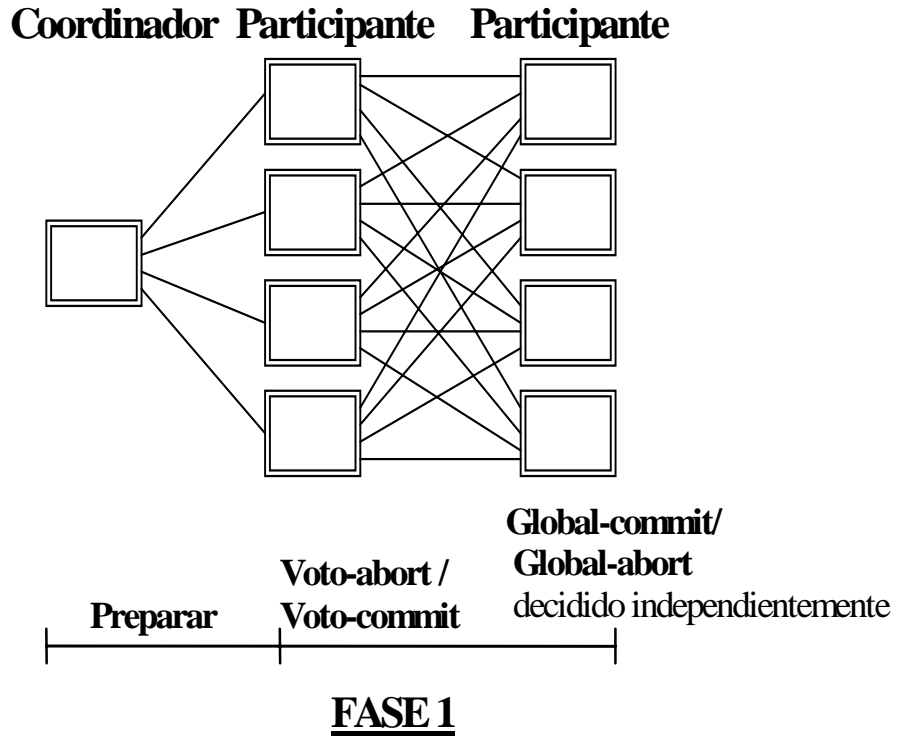 Coordinador Participante Participante
Global-commit/
Global-abort
decidido independientemente
Voto-abort /
Voto-commit
Preparar
FASE 1